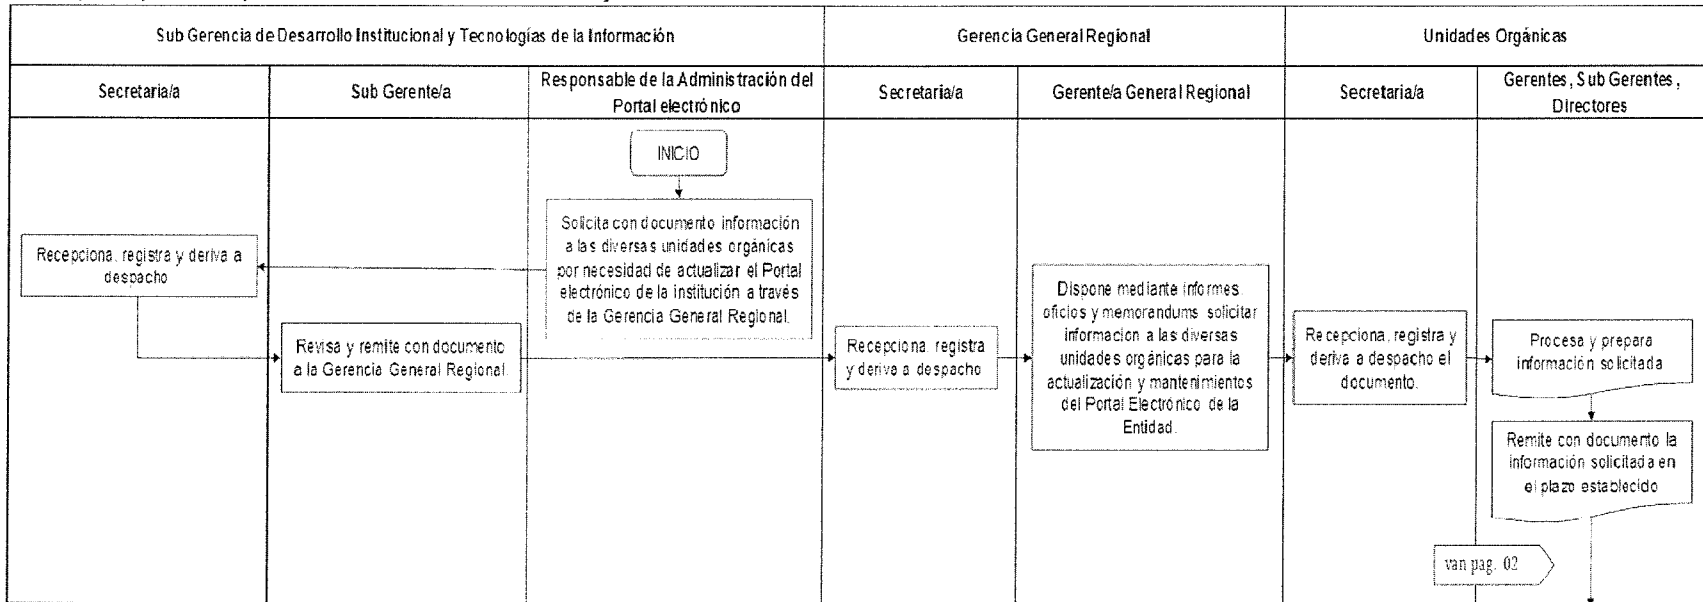 Sub Gerencia de Desarrollo Institucional y Tecnologías de la Información
Gerencia General Regional
Unidades Orgánicas
Secretaria/a
Sub Gerente/a
Responsable de la Administración del
Portal electrónico
Secretaria/a
Gerente/a General Regional
Secretaria/a
Gerentes, Sub Gerentes,
Directores
INICIO
Solicita con documento información
a las diversas unidades orgánicas
por necesidad de actualizar el Portal
electrónico de la institución a través
de la Gerencia General Regional.
Recepciona, registra y deriva a
despacho
Revisa y remite con documento
a la Gerencia General Regional.
Recepciona, registra
y deriva a despacho
Dispone mediante informes
oficios y memorandums solicitar
información a las diversas
unidades orgánicas para la
actualización y mantenimientos
del Portal Electrónico de la
Entidad.
Recepciona, registra y
deriva a despacho el
documento.
Procesa y prepara
información solicitada
Remite con documento la
información solicitada en
el plazo establecido
van pag. 02